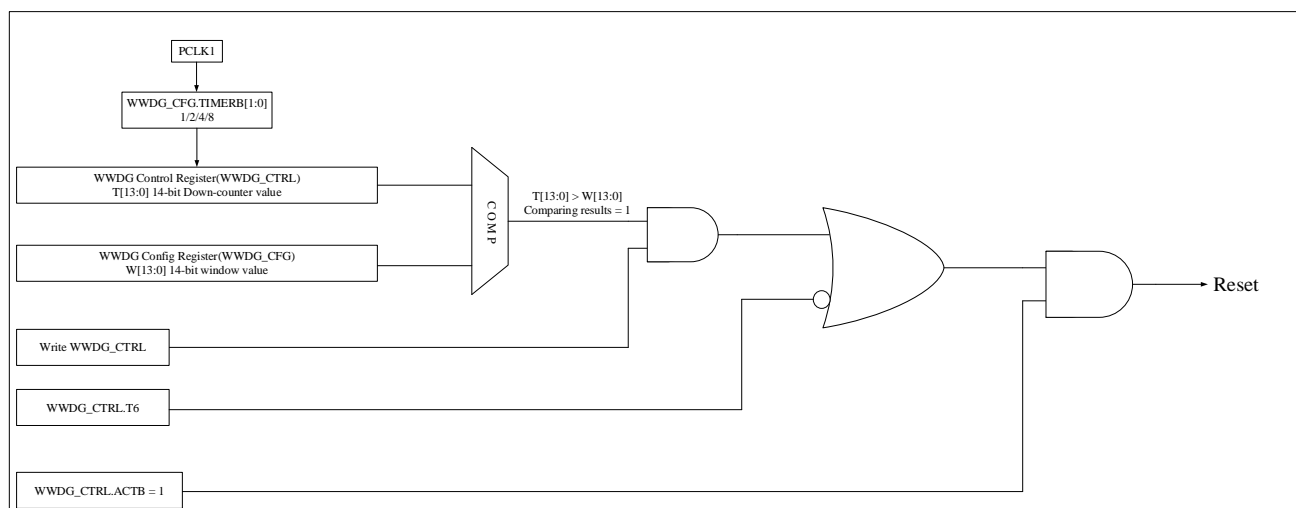 PCLK1
WWDG_CFG.TIMERB[1:0]
1/2/4/8
WWDG Control Register(WWDG_CTRL)
T[13:0] 14-bit Down-counter value
COMP
T[13:0] > W[13:0]
Comparing results = 1
WWDG Config Register(WWDG_CFG)
W[13:0] 14-bit window value
Reset
Write WWDG_CTRL
WWDG_CTRL.T6
WWDG_CTRL.ACTB = 1